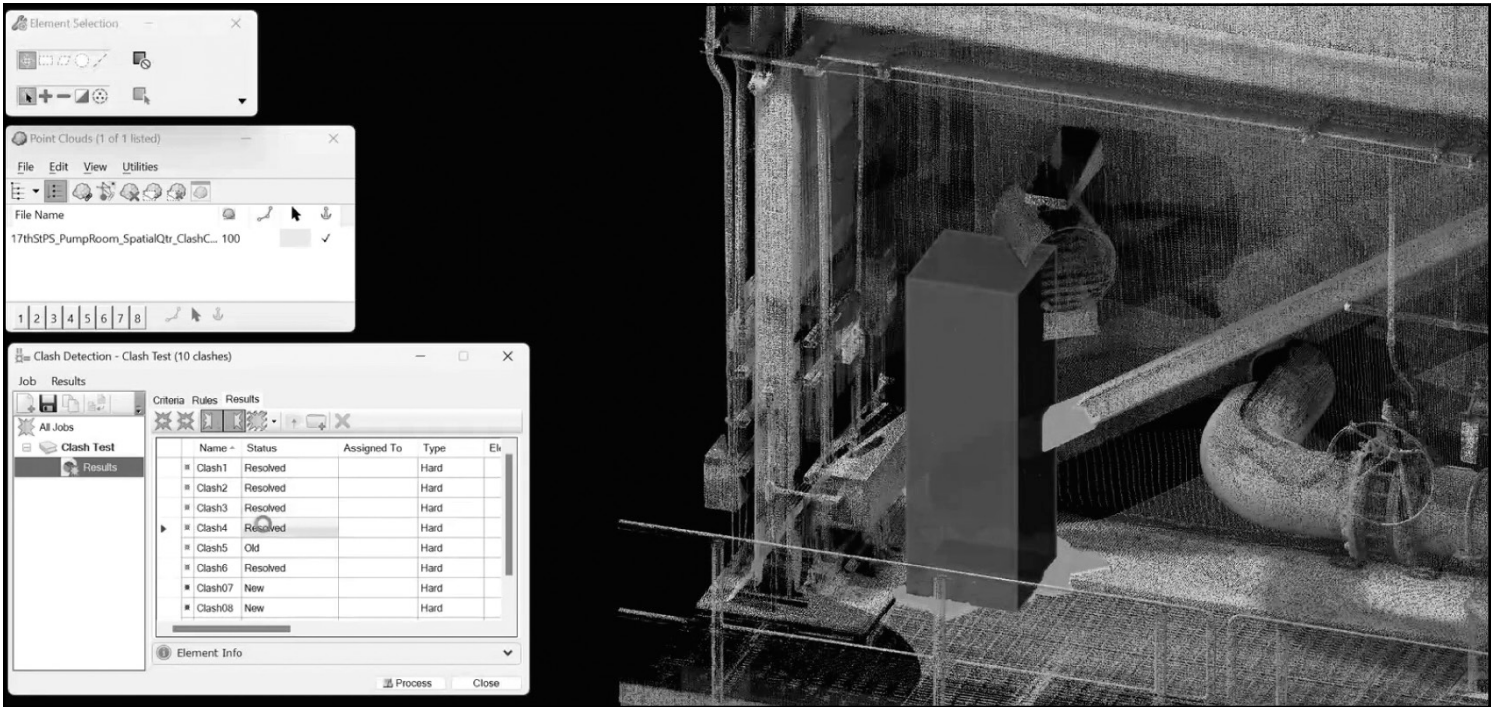 Element Selection
Point Clouds (1 of 1 listed)
File Edit View Utilities
File Name
17thStPS_PumpRoom_SpatialQtr_ClashC... 100
1 2 3 4 5 6 7 8
Clash Detection - Clash Test (10 clashes)
Job Results
Criteria Rules Results
All Jobs
Clash Test
Results
Name Status Assigned To Type Ele
Clash1 Resolved Hard
Clash2 Resolved Hard
Clash3 Resolved Hard
Clash4 Resolved Hard
Clash5 Old Hard
Clash6 Resolved Hard
Clash07 New Hard
Clash08 New Hard
Element Info
Process Close